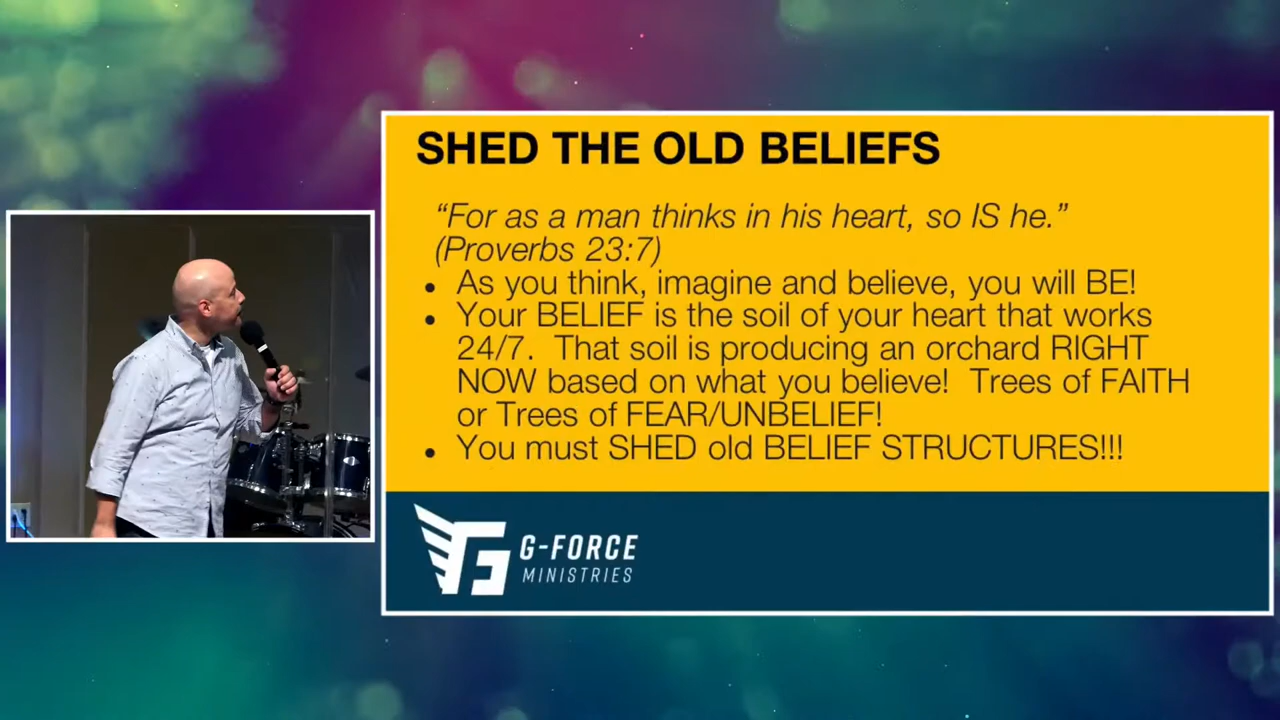 SHED THE OLD BELIEFS
“For as a man thinks in his heart, so IS he.”
(Proverbs 23:7)
• As you think, imagine and believe, you will BE!
• Your BELIEF is the soil of your heart that works
24/7.  That soil is producing an orchard RIGHT
NOW based on what you believe!  Trees of FAITH
or Trees of FEAR/UNBELIEF!
• You must SHED old BELIEF STRUCTURES!!!
G-FORCE
MINISTRIES